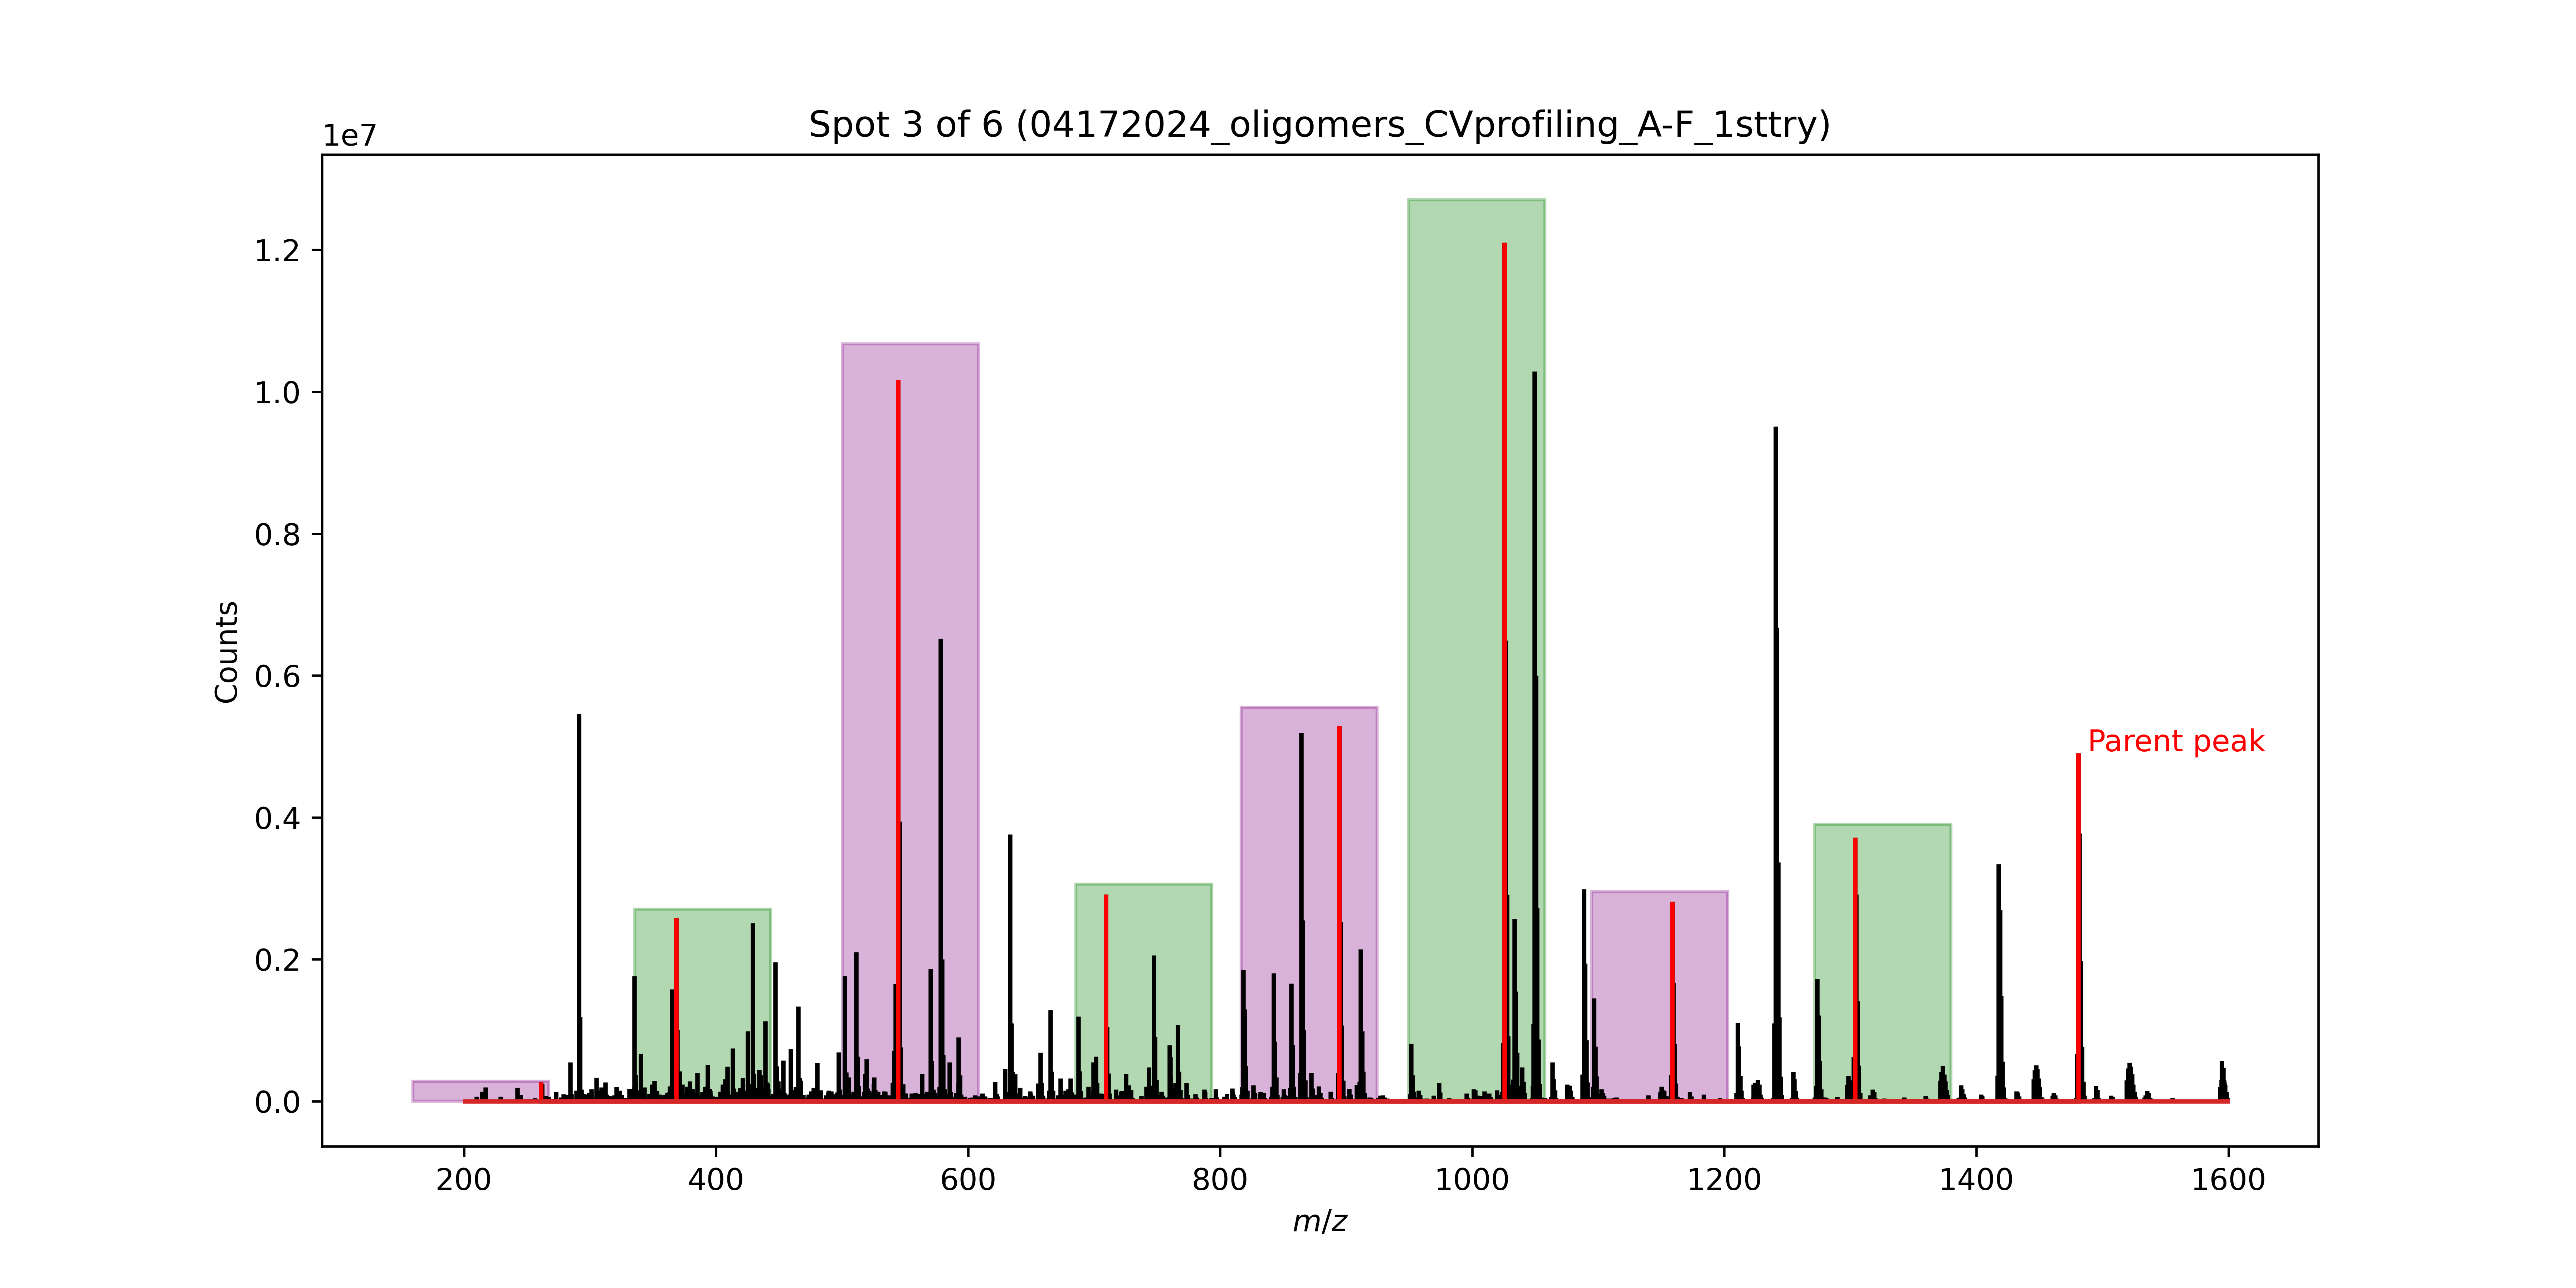 Spot 3 of 6 (04172024_oligomers_CVprofiling_A-F_1sttry)
1e7
1.2
1.0
0.8
0.6
0.4
0.2
0.0
Counts
Parent peak
200 400 600 800 1000 1200 1400 1600
m/z